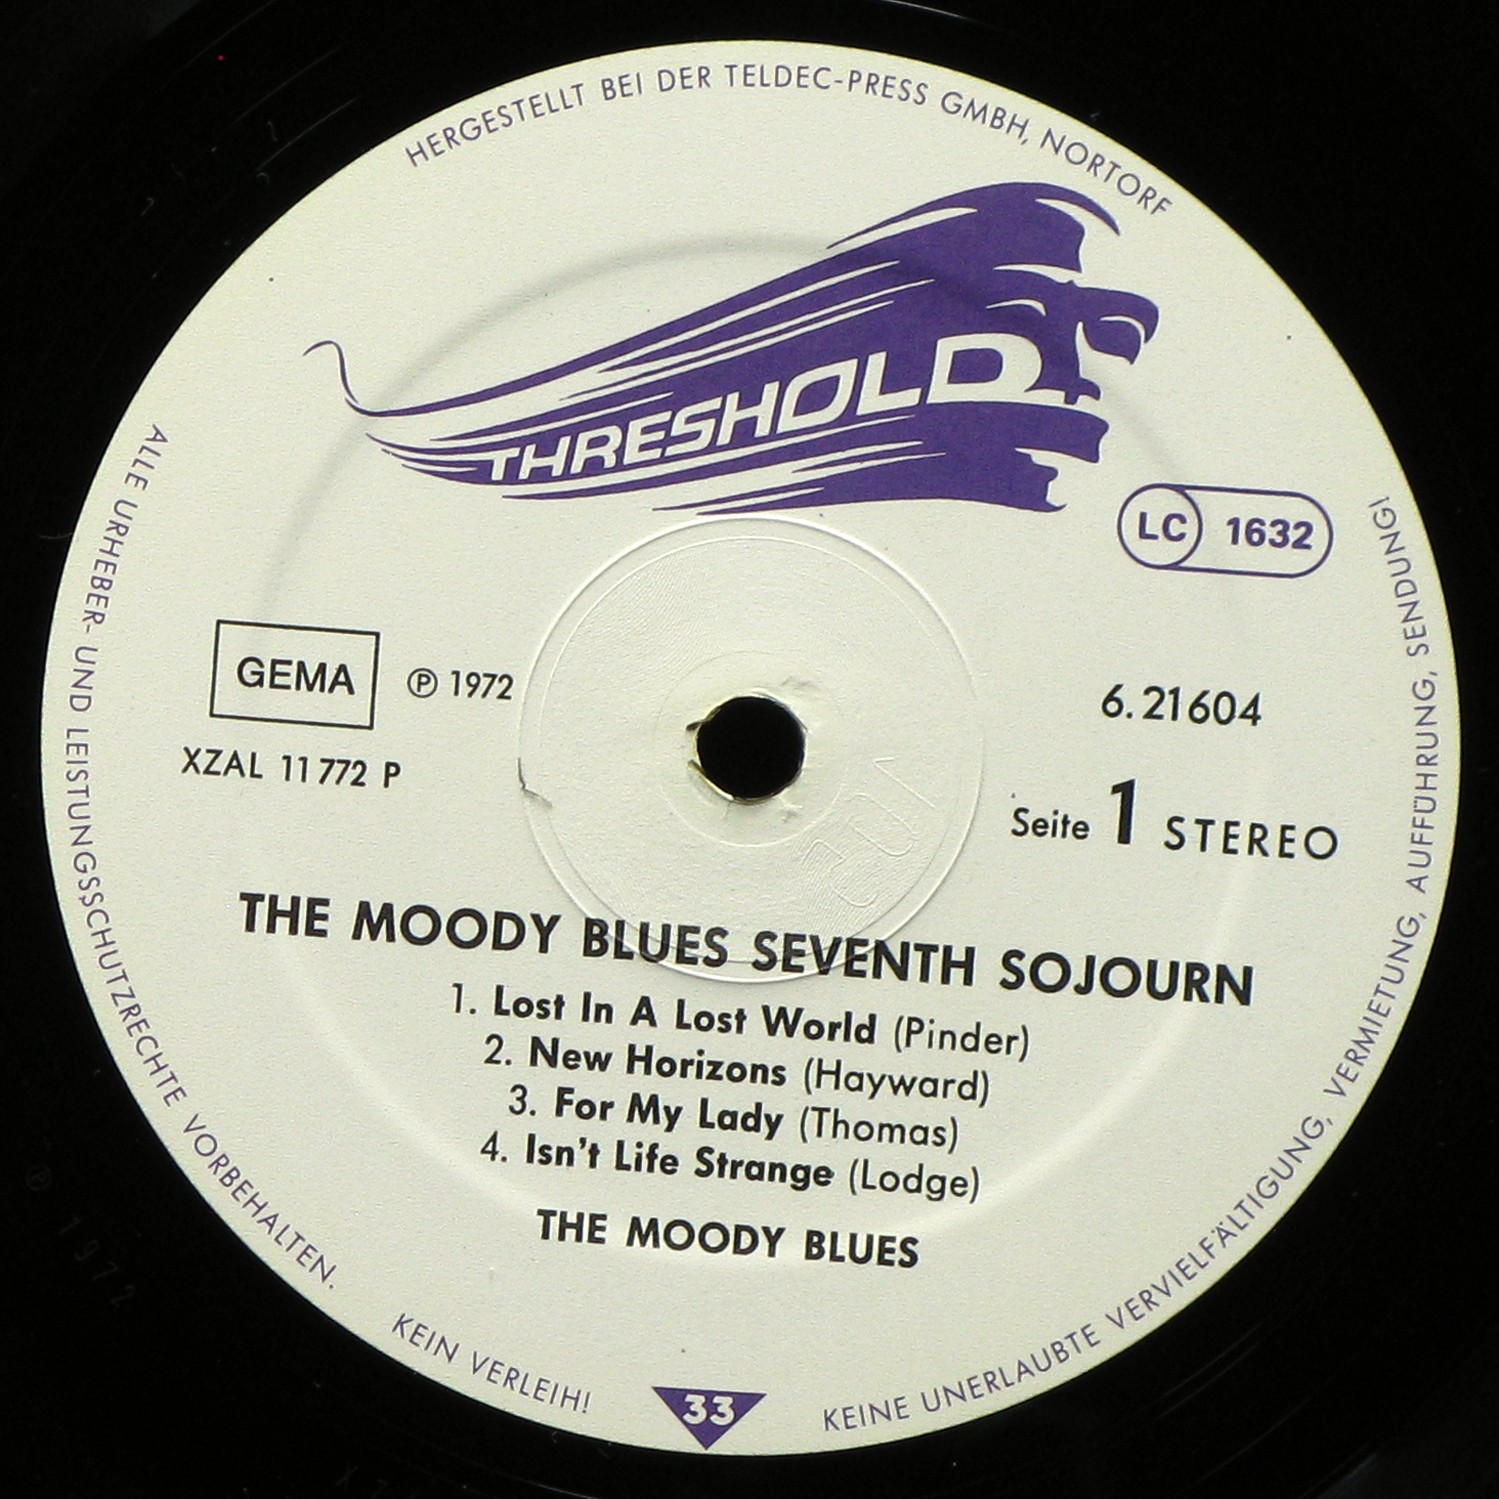 HERGESTELLT BEI DER TELDEC-PRESS GMBH, NORTORF
THRESHOLD
LC 1632
GEMA ℗ 1972
XZAL 11 772 P
6.21604
Seite 1 STEREO
THE MOODY BLUES SEVENTH SOJOURN
1. Lost In A Lost World (Pinder)
2. New Horizons (Hayward)
3. For My Lady (Thomas)
4. Isn't Life Strange (Lodge)
THE MOODY BLUES
33
ALLE URHEBER- UND LEISTUNGSSCHUTZRECHTE VORBEHALTEN.
KEIN VERLEIH!
KEINE UNERLAUBTE VERVIELFÄLTIGUNG, VERMIETUNG, AUFFÜHRUNG, SENDUNG!
℗ 1972